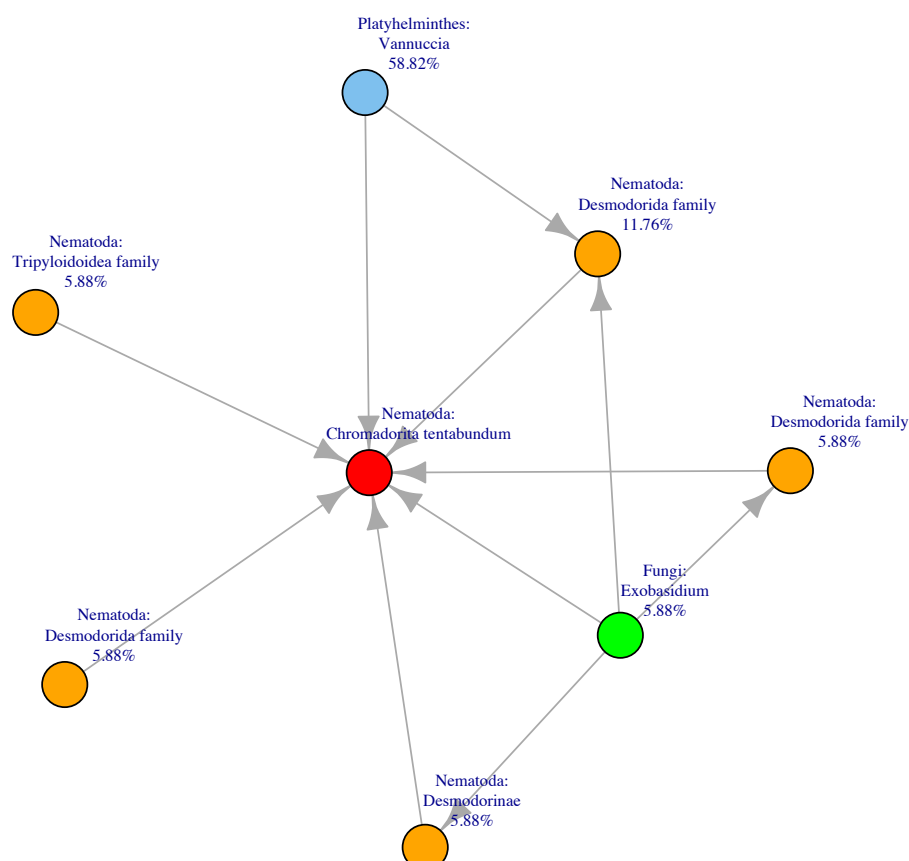 Platyhelminthes:
Vannuccia
58.82%
Nematoda:
Desmodorida family
11.76%
Nematoda:
Tripyloidoidea family
5.88%
Nematoda:
Desmodorida family
5.88%
Nematoda:
Chromadorita tentabundum
Fungi:
Exobasidium
5.88%
Nematoda:
Desmodorida family
5.88%
Nematoda:
Desmodorinae
5.88%